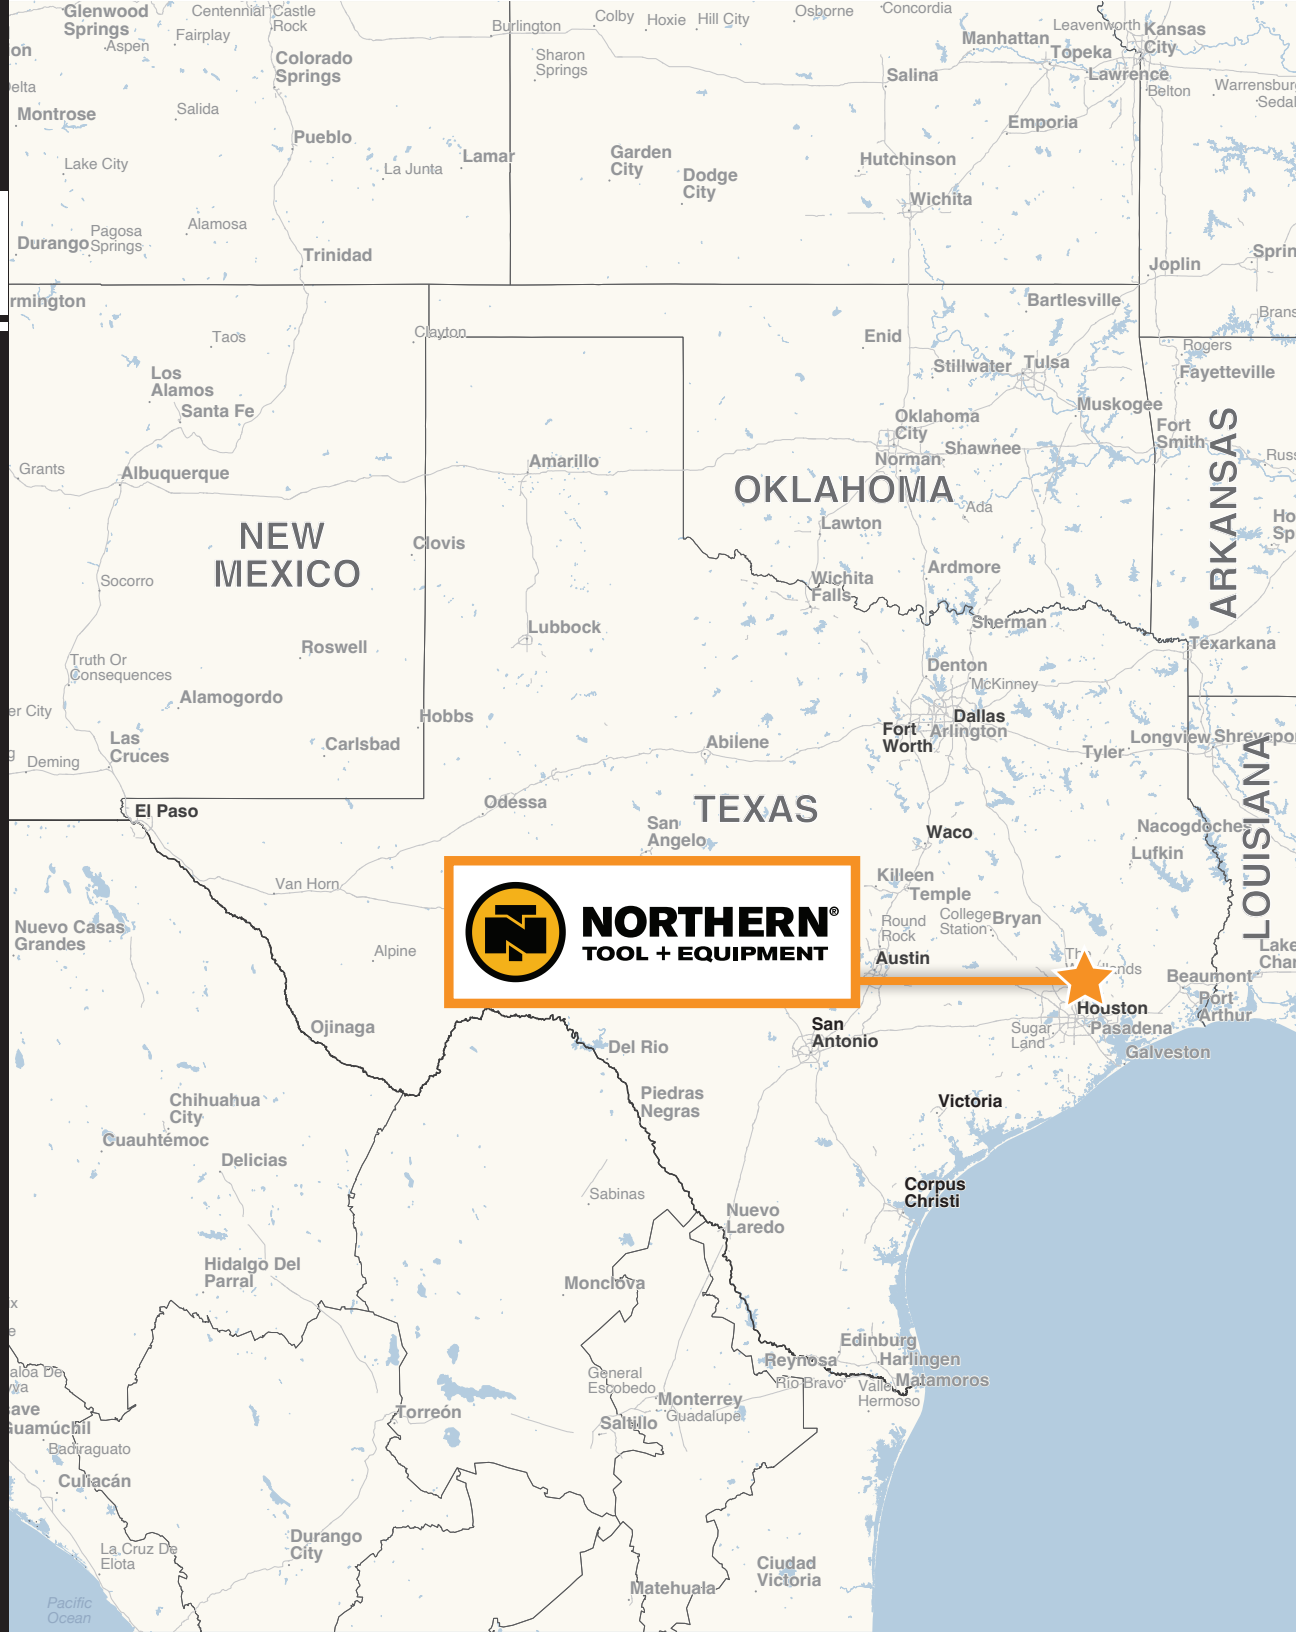 Glenwood
Springs
Aspen
Centennial
Castle
Rock
Fairplay
Colorado
Springs
Burlington
Colby
Hoxie
Hill City
Osborne
Concordia
Sharon
Springs
Manhattan
Leavenworth
Kansas
City
Topeka
Lawrence
Belton
Salina
Montrose
Salida
Pueblo
Lake City
La Junta
Lamar
Garden
City
Dodge
City
Hutchinson
Emporia
Wichita
Pagosa
Springs
Durango
Alamosa
Trinidad
Joplin
Bartlesville
Clayton
Taos
Enid
Stillwater
Tulsa
Rogers
Fayetteville
Los
Alamos
Santa Fe
Muskogee
Oklahoma
City
Shawnee
Norman
Fort
Smith
Grants
Albuquerque
Amarillo
OKLAHOMA
ARKANSAS
Ada
Lawton
NEW
MEXICO
Clovis
Socorro
Wichita
Falls
Ardmore
Sherman
Lubbock
Roswell
Texarkana
Truth Or
Consequences
Denton
McKinney
Alamogordo
Hobbs
Dallas
Arlington
Fort
Worth
Las
Cruces
Carlsbad
Abilene
Tyler
Longview
Deming
El Paso
Odessa
TEXAS
San
Angelo
Waco
Nacogdoches
Lufkin
LOUISIANA
Van Horn
Killeen
Temple
Round
Rock
College
Station
Bryan
Nuevo Casas
Grandes
Alpine
NORTHERN®
TOOL + EQUIPMENT
Austin
Beaumont
Port
Arthur
Houston
Ojinaga
San
Antonio
Sugar
Land
Pasadena
Galveston
Del Rio
Chihuahua
City
Piedras
Negras
Victoria
Cuauhtémoc
Delicias
Sabinas
Corpus
Christi
Nuevo
Laredo
Hidalgo Del
Parral
Monclova
Edinburg
Reynosa
Harlingen
Rio Bravo
Valle
Hermoso
Matamoros
General
Escobedo
Monterrey
Guadalupe
Saltillo
Torreón
Guamúchil
Badiraguato
Culiacán
Durango
City
La Cruz De
Elota
Ciudad
Victoria
Matehuala
Pacific
Ocean